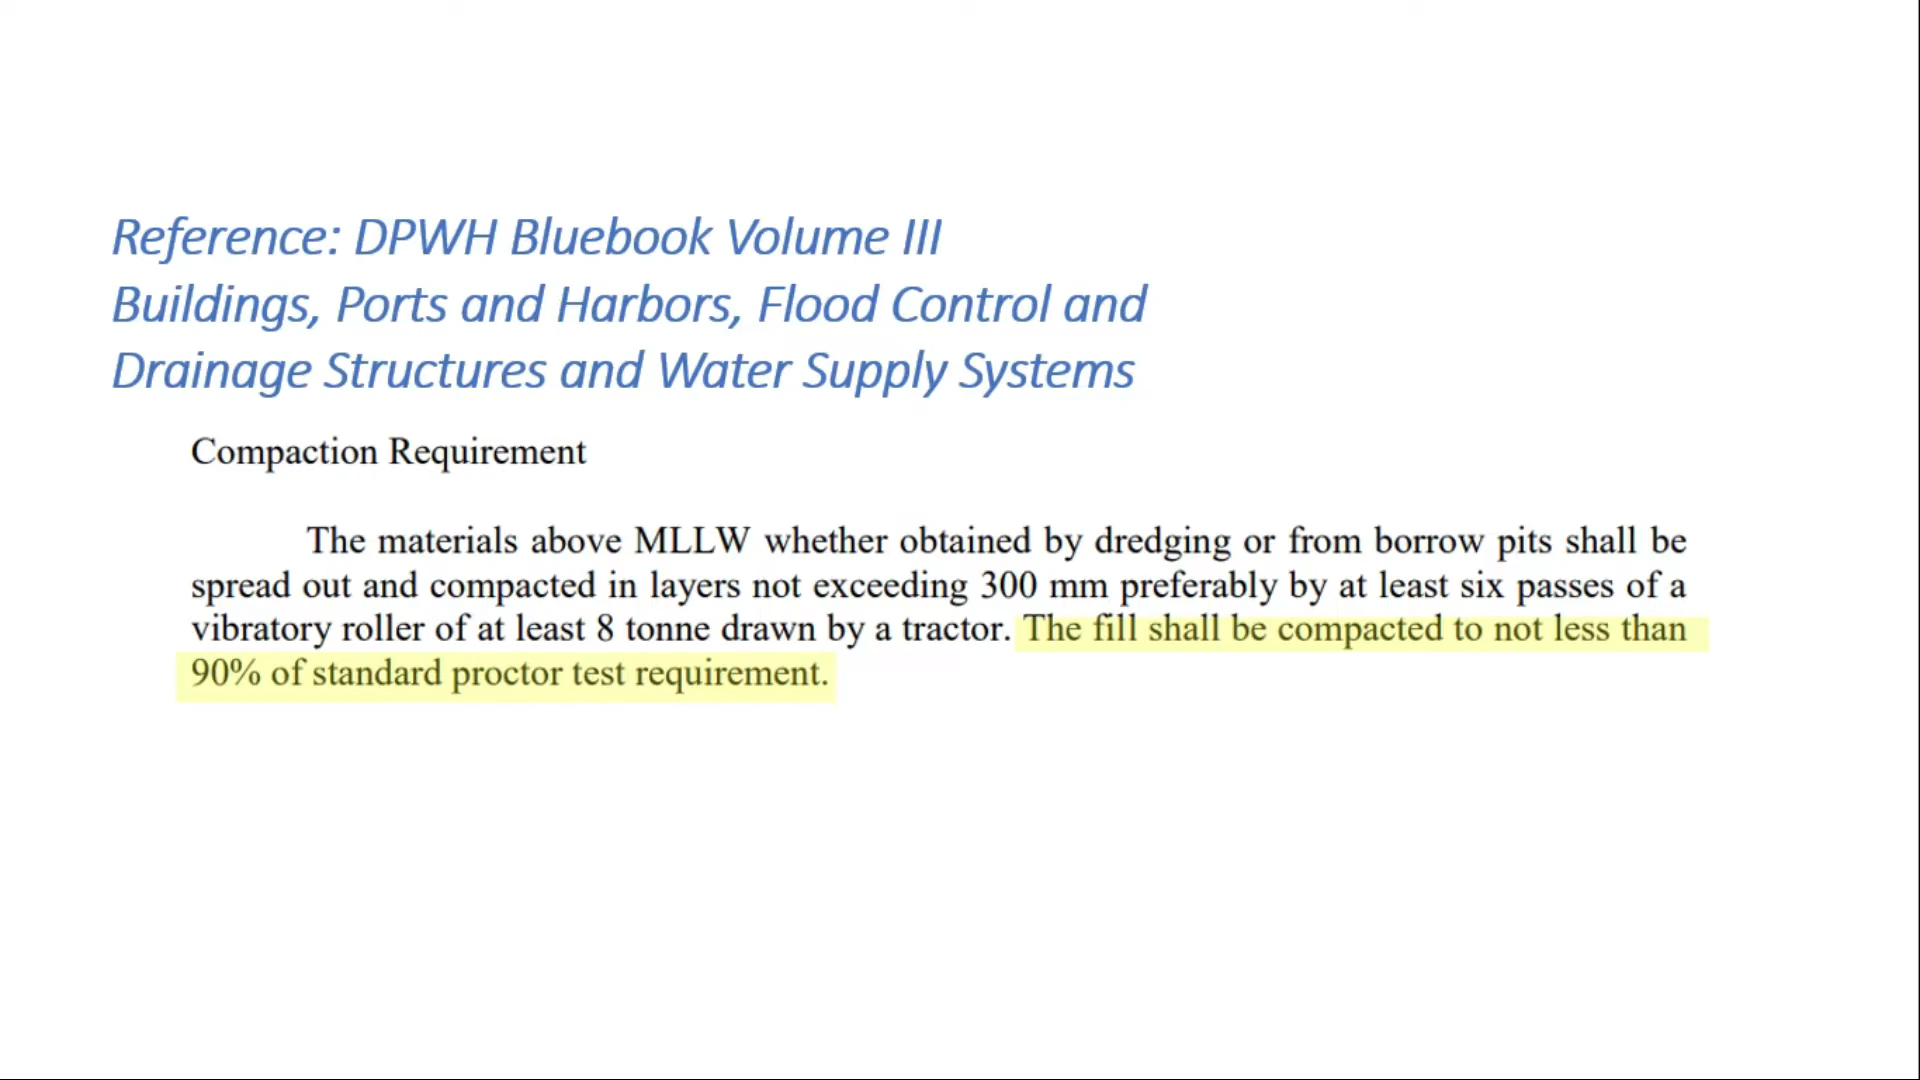 Reference: DPWH Bluebook Volume III
Buildings, Ports and Harbors, Flood Control and
Drainage Structures and Water Supply Systems
Compaction Requirement
The materials above MLLW whether obtained by dredging or from borrow pits shall be
spread out and compacted in layers not exceeding 300 mm preferably by at least six passes of a
vibratory roller of at least 8 tonne drawn by a tractor. The fill shall be compacted to not less than
90% of standard proctor test requirement.